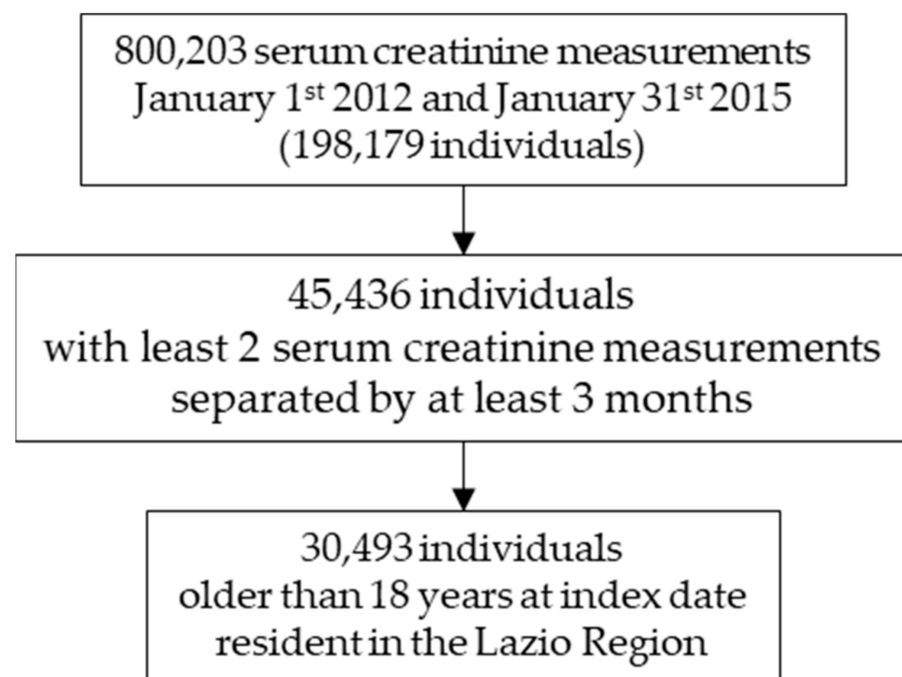 800,203 serum creatinine measurements
January 1st 2012 and January 31st 2015
(198,179 individuals)
45,436 individuals
with least 2 serum creatinine measurements
separated by at least 3 months
30,493 individuals
older than 18 years at index date
resident in the Lazio Region